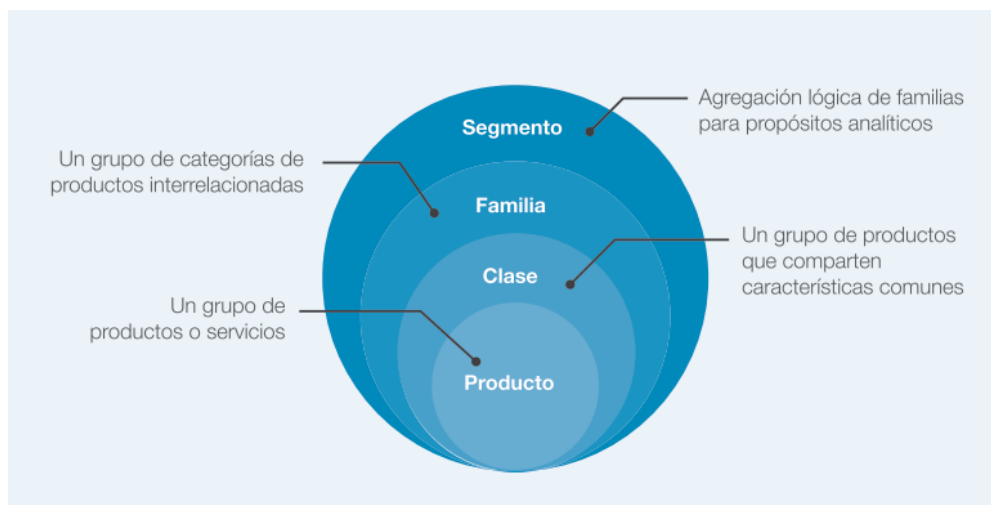 Segmento
Agregación lógica de familias
para propósitos analíticos
Un grupo de categorías de
productos interrelacionadas
Familia
Un grupo de productos
que comparten
características comunes
Clase
Un grupo de
productos o servicios
Producto